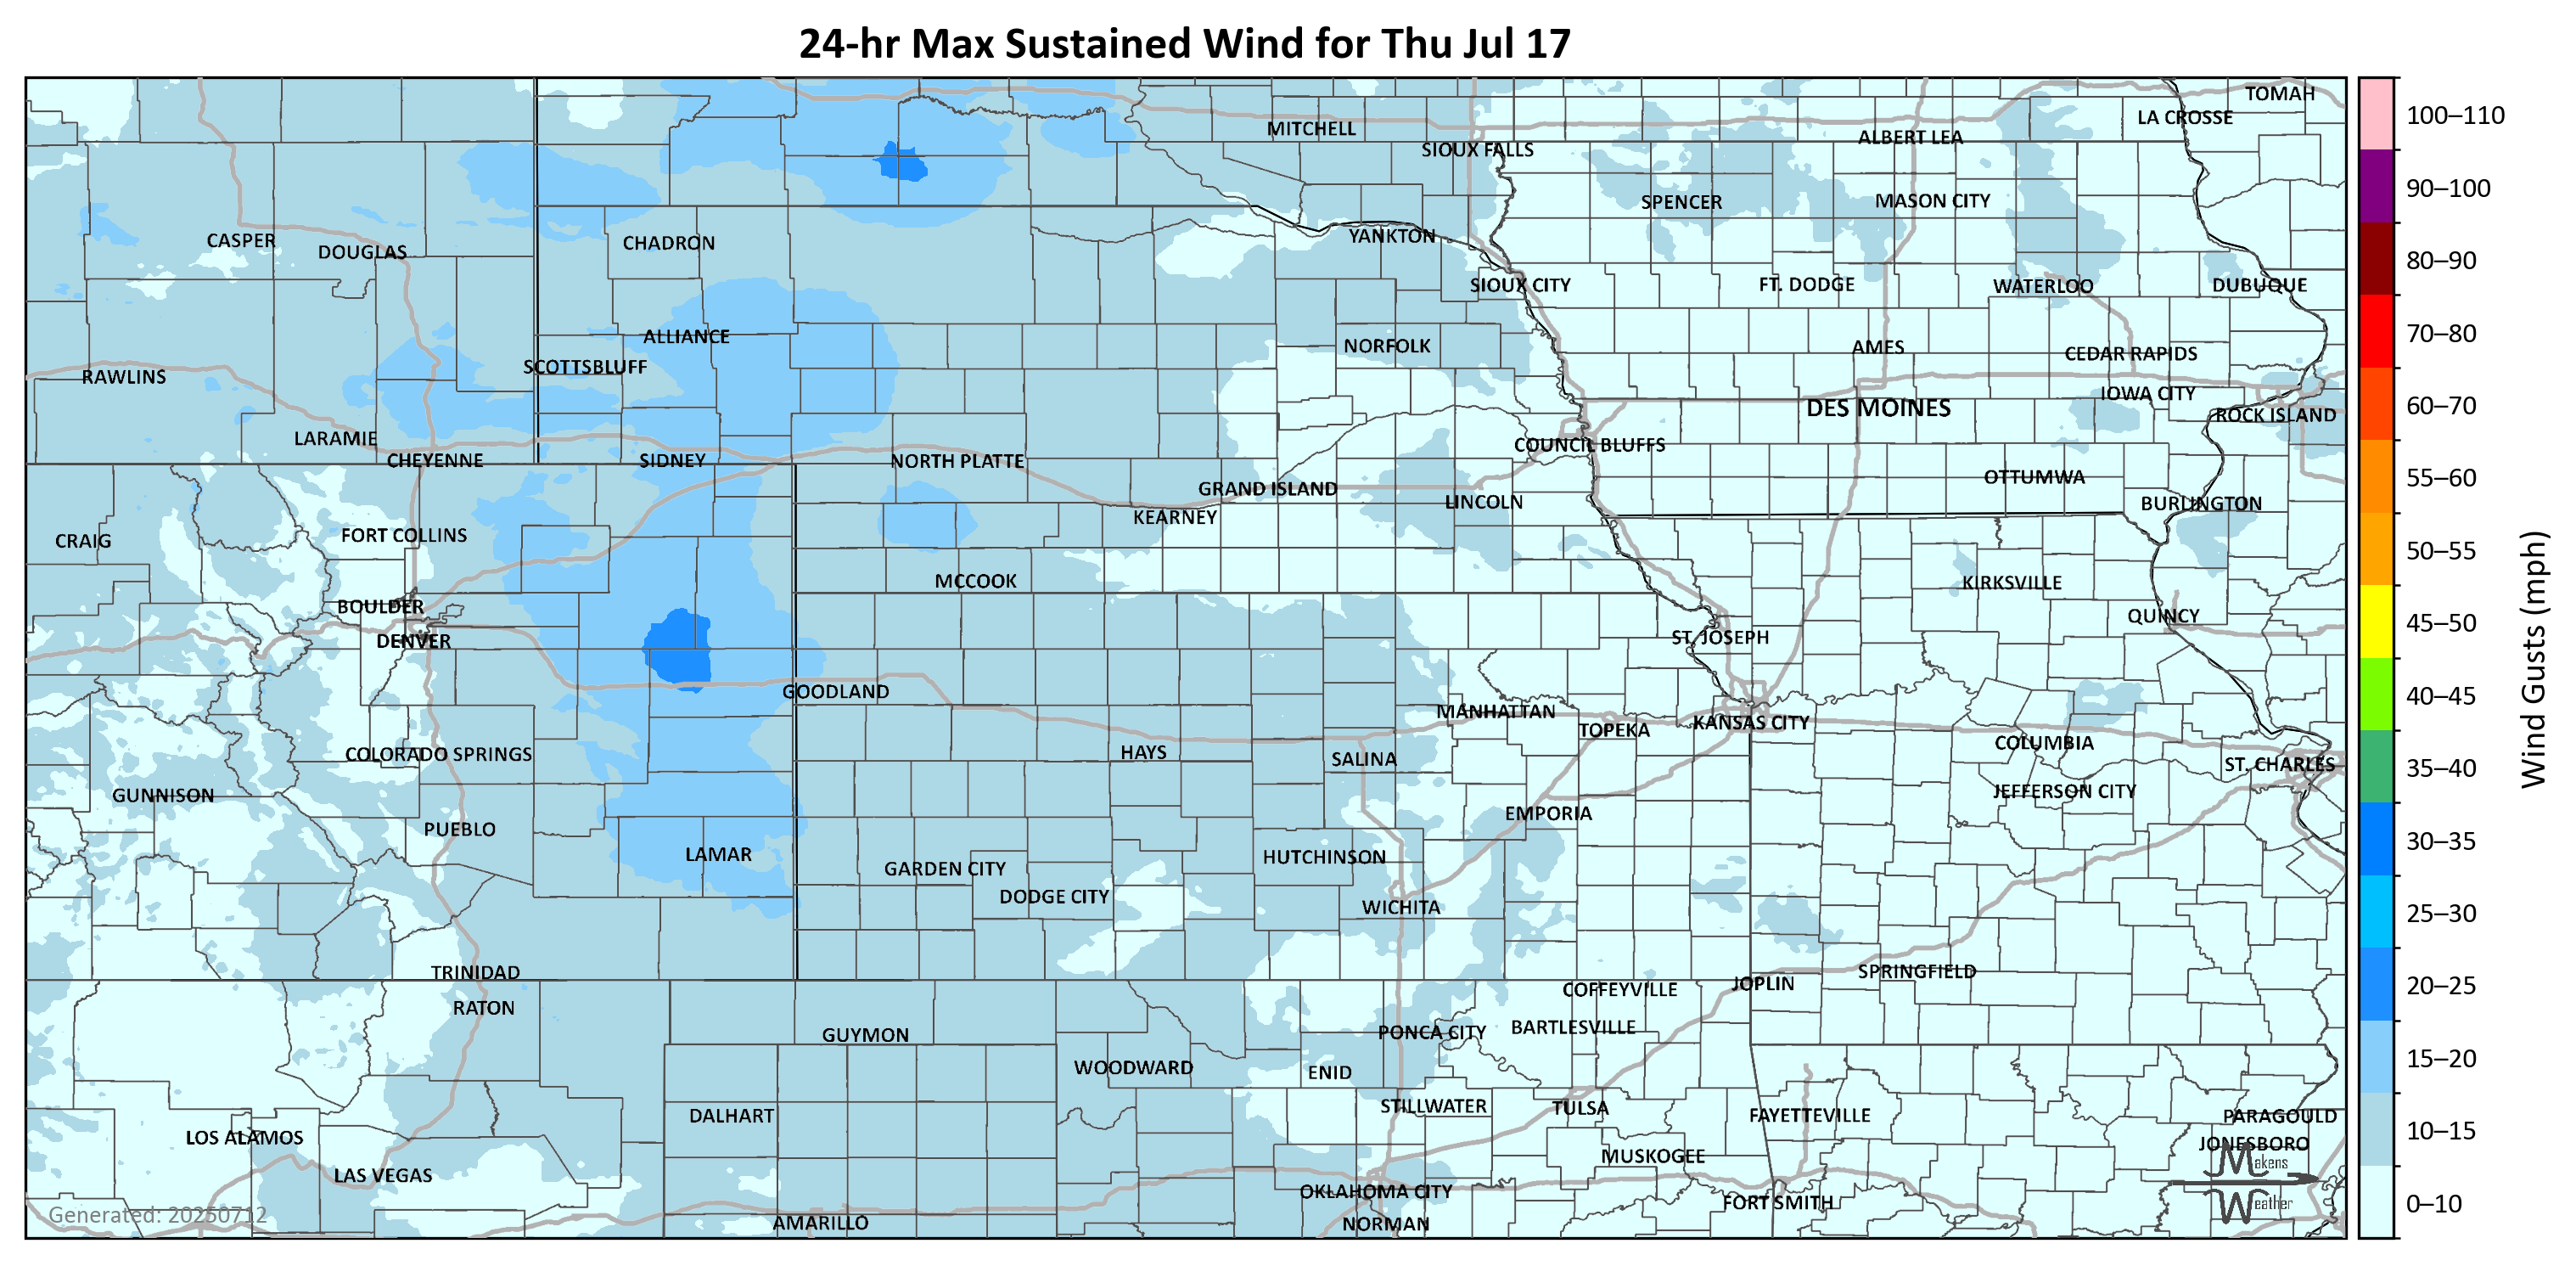 24-hr Max Sustained Wind for Thu Jul 17
TOMAH
LA CROSSE
MITCHELL
ALBERT LEA
SIOUX FALLS
SPENCER
MASON CITY
CASPER
DOUGLAS
CHADRON
YANKTON
SIOUX CITY
FT. DODGE
WATERLOO
DUBUQUE
ALLIANCE
NORFOLK
AMES
CEDAR RAPIDS
SCOTTSBLUFF
RAWLINS
IOWA CITY
DES MOINES
ROCK ISLAND
LARAMIE
COUNCIL BLUFFS
CHEYENNE
SIDNEY
NORTH PLATTE
OTTUMWA
GRAND ISLAND
LINCOLN
BURLINGTON
KEARNEY
FORT COLLINS
CRAIG
MCCOOK
KIRKSVILLE
BOULDER
QUINCY
DENVER
ST. JOSEPH
GOODLAND
MANHATTAN
TOPEKA
KANSAS CITY
COLUMBIA
COLORADO SPRINGS
HAYS
SALINA
ST. CHARLES
GUNNISON
JEFFERSON CITY
EMPORIA
PUEBLO
LAMAR
HUTCHINSON
GARDEN CITY
DODGE CITY
WICHITA
TRINIDAD
SPRINGFIELD
JOPLIN
COFFEYVILLE
RATON
BARTLESVILLE
GUYMON
PONCA CITY
WOODWARD
ENID
STILLWATER
TULSA
DALHART
FAYETTEVILLE
PARAGOULD
LOS ALAMOS
JONESBORO
MUSKOGEE
LAS VEGAS
OKLAHOMA CITY
FORT SMITH
AMARILLO
NORMAN
Generated: 20250712
Makens
Weather
100–110
90–100
80–90
70–80
60–70
55–60
50–55
45–50
40–45
35–40
30–35
25–30
20–25
15–20
10–15
0–10
Wind Gusts (mph)